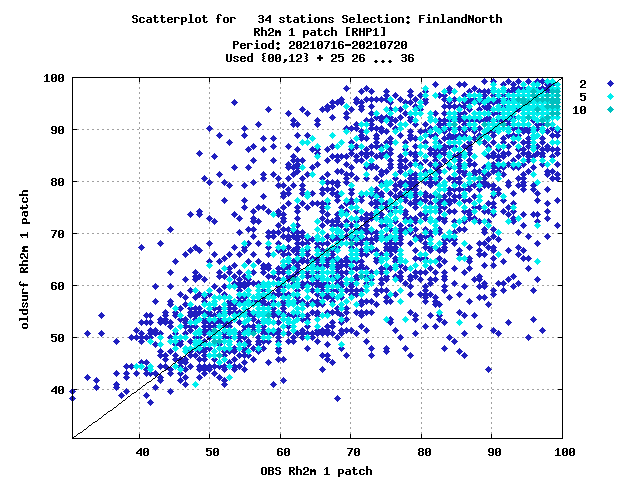 Scatterplot for   34 stations Selection: FinlandNorth
Rh2m 1 patch [RHP1]
Period: 20210716-20210720
Used {00,12} + 25 26 ... 36
100
90
80
70
60
50
40
oldsurf Rh2m 1 patch
40 50 60 70 80 90 100
OBS Rh2m 1 patch
2
5
10